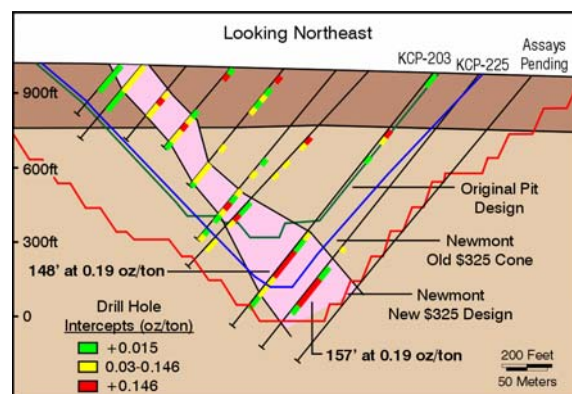 Looking Northeast
KCP-203
KCP-225
Assays
Pending
900ft
600ft
300ft
0
Original Pit
Design
Newmont
Old $325 Cone
Newmont
New $325 Design
148' at 0.19 oz/ton
157' at 0.19 oz/ton
Drill Hole
Intercepts (oz/ton)
+0.015
0.03-0.146
+0.146
200 Feet
50 Meters